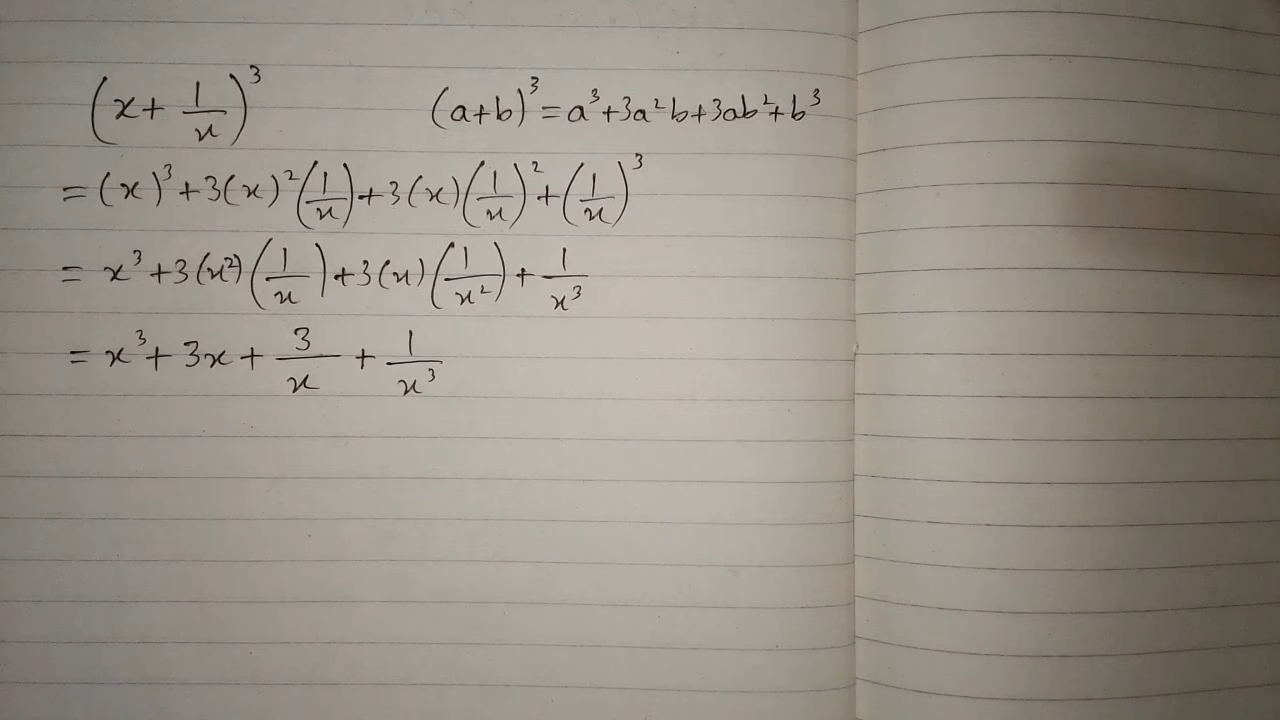 (x + 1/x)³    (a+b)³ = a³+3a²b+3ab²+b³
= (x)³ + 3(x)²(1/x) + 3(x)(1/x)² + (1/x)³
= x³ + 3(x²)(1/x) + 3(x)(1/x²) + 1/x³
= x³ + 3x + 3/x + 1/x³